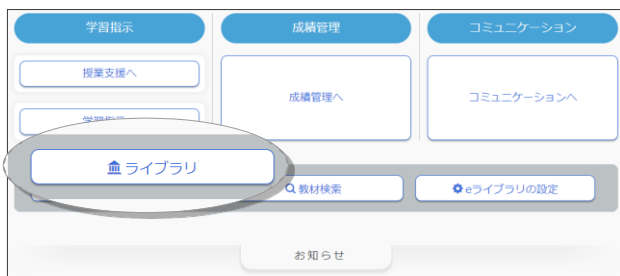 学習指示
成績管理
コミュニケーション
授業支援へ
成績管理へ
コミュニケーションへ
ライブラリ
教材検索
eライブラリの設定
お知らせ